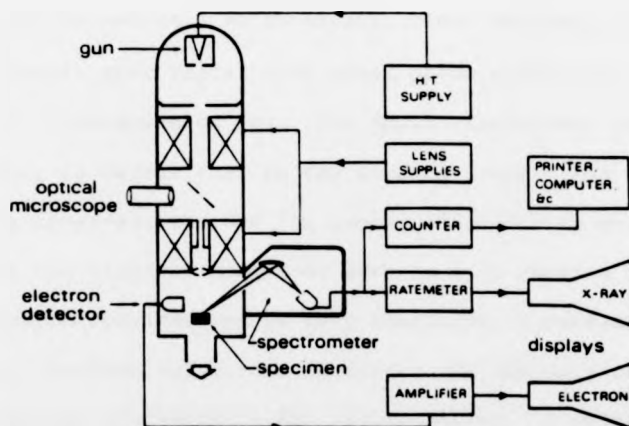 gun
H.T
SUPPLY
LENS
SUPPLIES
PRINTER,
COMPUTER
&c
optical
microscope
COUNTER
electron
detector
RATEMETER
X-RAY
spectrometer
specimen
displays
AMPLIFIER
ELECTRON